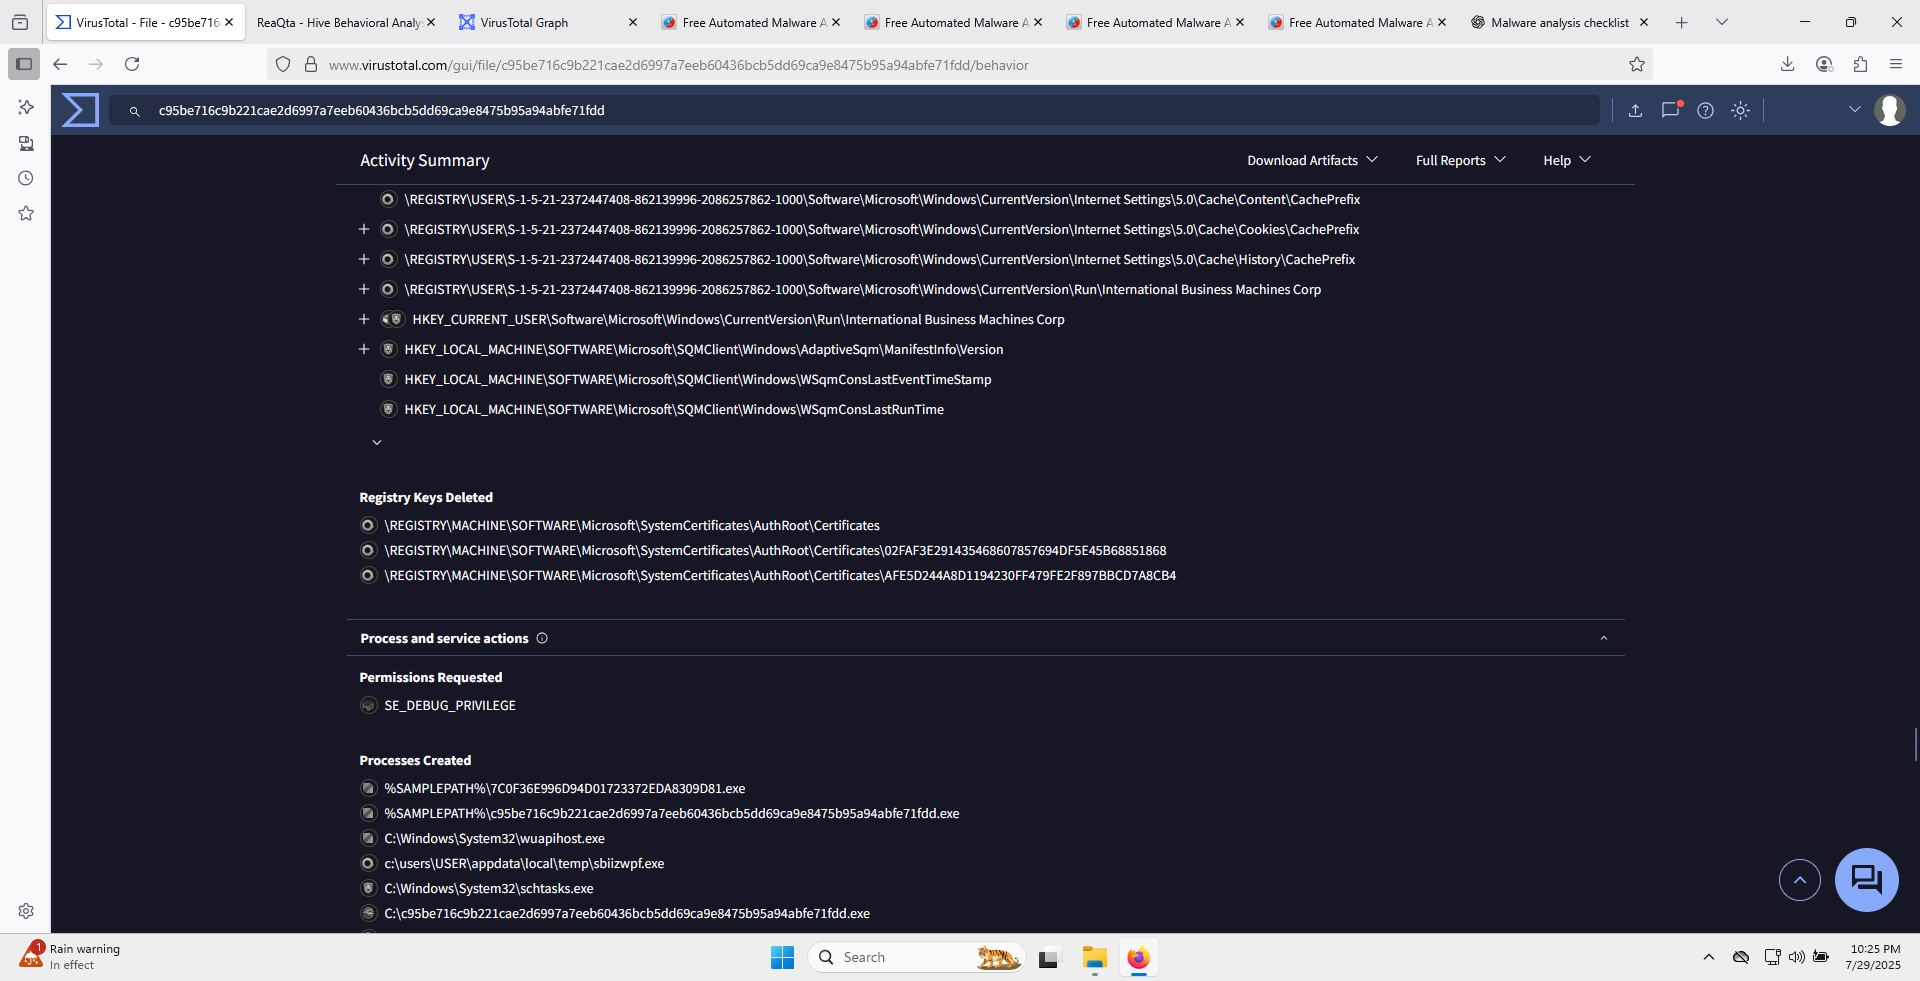 VirusTotal - File - c95be716
ReaQta - Hive Behavioral Analy
VirusTotal Graph
Free Automated Malware A
Free Automated Malware A
Free Automated Malware A
Free Automated Malware A
Malware analysis checklist
www.virustotal.com/gui/file/c95be716c9b221cae2d6997a7eeb60436bcb5dd69ca9e8475b95a94abfe71fdd/behavior
c95be716c9b221cae2d6997a7eeb60436bcb5dd69ca9e8475b95a94abfe71fdd
Activity Summary
Download Artifacts
Full Reports
Help
\REGISTRY\USER\S-1-5-21-2372447408-862139996-2086257862-1000\Software\Microsoft\Windows\CurrentVersion\Internet Settings\5.0\Cache\Content\CachePrefix
\REGISTRY\USER\S-1-5-21-2372447408-862139996-2086257862-1000\Software\Microsoft\Windows\CurrentVersion\Internet Settings\5.0\Cache\Cookies\CachePrefix
\REGISTRY\USER\S-1-5-21-2372447408-862139996-2086257862-1000\Software\Microsoft\Windows\CurrentVersion\Internet Settings\5.0\Cache\History\CachePrefix
\REGISTRY\USER\S-1-5-21-2372447408-862139996-2086257862-1000\Software\Microsoft\Windows\CurrentVersion\Run\International Business Machines Corp
HKEY_CURRENT_USER\Software\Microsoft\Windows\CurrentVersion\Run\International Business Machines Corp
HKEY_LOCAL_MACHINE\SOFTWARE\Microsoft\SQMClient\Windows\AdaptiveSqm\ManifestInfo\Version
HKEY_LOCAL_MACHINE\SOFTWARE\Microsoft\SQMClient\Windows\WSqmConsLastEventTimeStamp
HKEY_LOCAL_MACHINE\SOFTWARE\Microsoft\SQMClient\Windows\WSqmConsLastRunTime
Registry Keys Deleted
\REGISTRY\MACHINE\SOFTWARE\Microsoft\SystemCertificates\AuthRoot\Certificates
\REGISTRY\MACHINE\SOFTWARE\Microsoft\SystemCertificates\AuthRoot\Certificates\02FAF3E291435468607857694DF5E45B68851868
\REGISTRY\MACHINE\SOFTWARE\Microsoft\SystemCertificates\AuthRoot\Certificates\AFE5D244A8D1194230FF479FE2F897BBCD7A8CB4
Process and service actions
Permissions Requested
SE_DEBUG_PRIVILEGE
Processes Created
%SAMPLEPATH%\7C0F36E996D94D01723372EDA8309D81.exe
%SAMPLEPATH%\c95be716c9b221cae2d6997a7eeb60436bcb5dd69ca9e8475b95a94abfe71fdd.exe
C:\Windows\System32\wuapihost.exe
c:\users\USER\appdata\local\temp\sbiizwpf.exe
C:\Windows\System32\schtasks.exe
C:\c95be716c9b221cae2d6997a7eeb60436bcb5dd69ca9e8475b95a94abfe71fdd.exe
1
Rain warning
In effect
Search
10:25 PM
7/29/2025